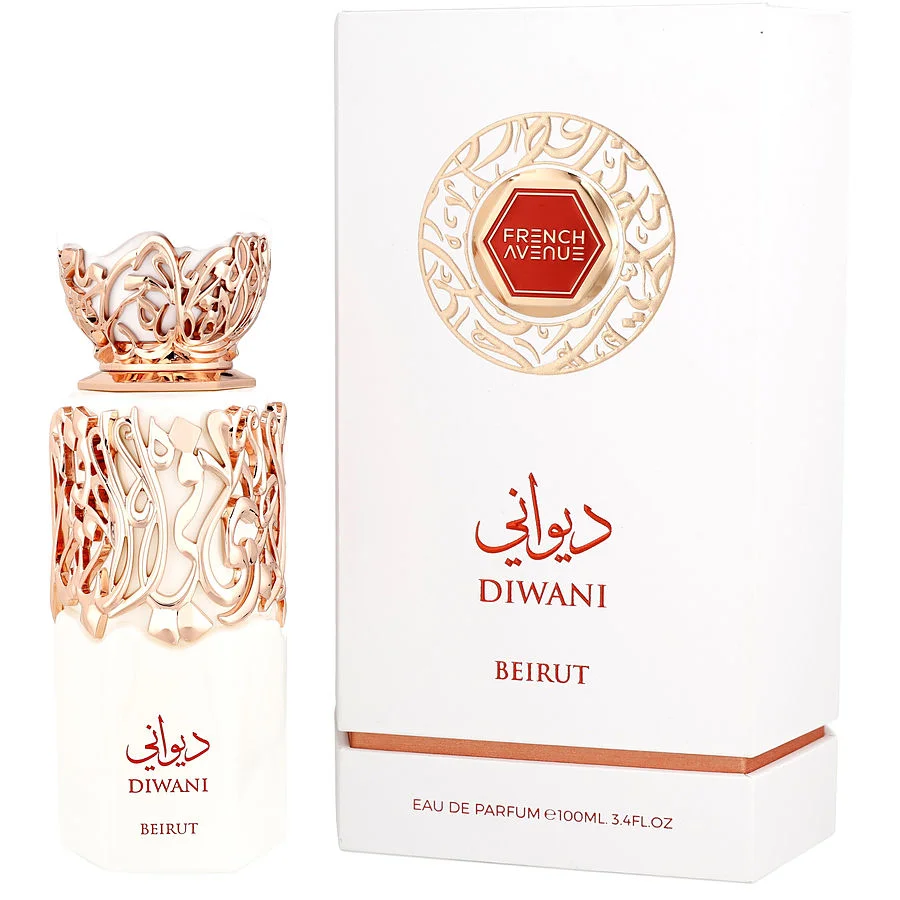 FRENCH
AVENUE
ديواني
DIWANI
BEIRUT
EAU DE PARFUM ℮100ML. 3.4FL.OZ
ديواني
DIWANI
BEIRUT